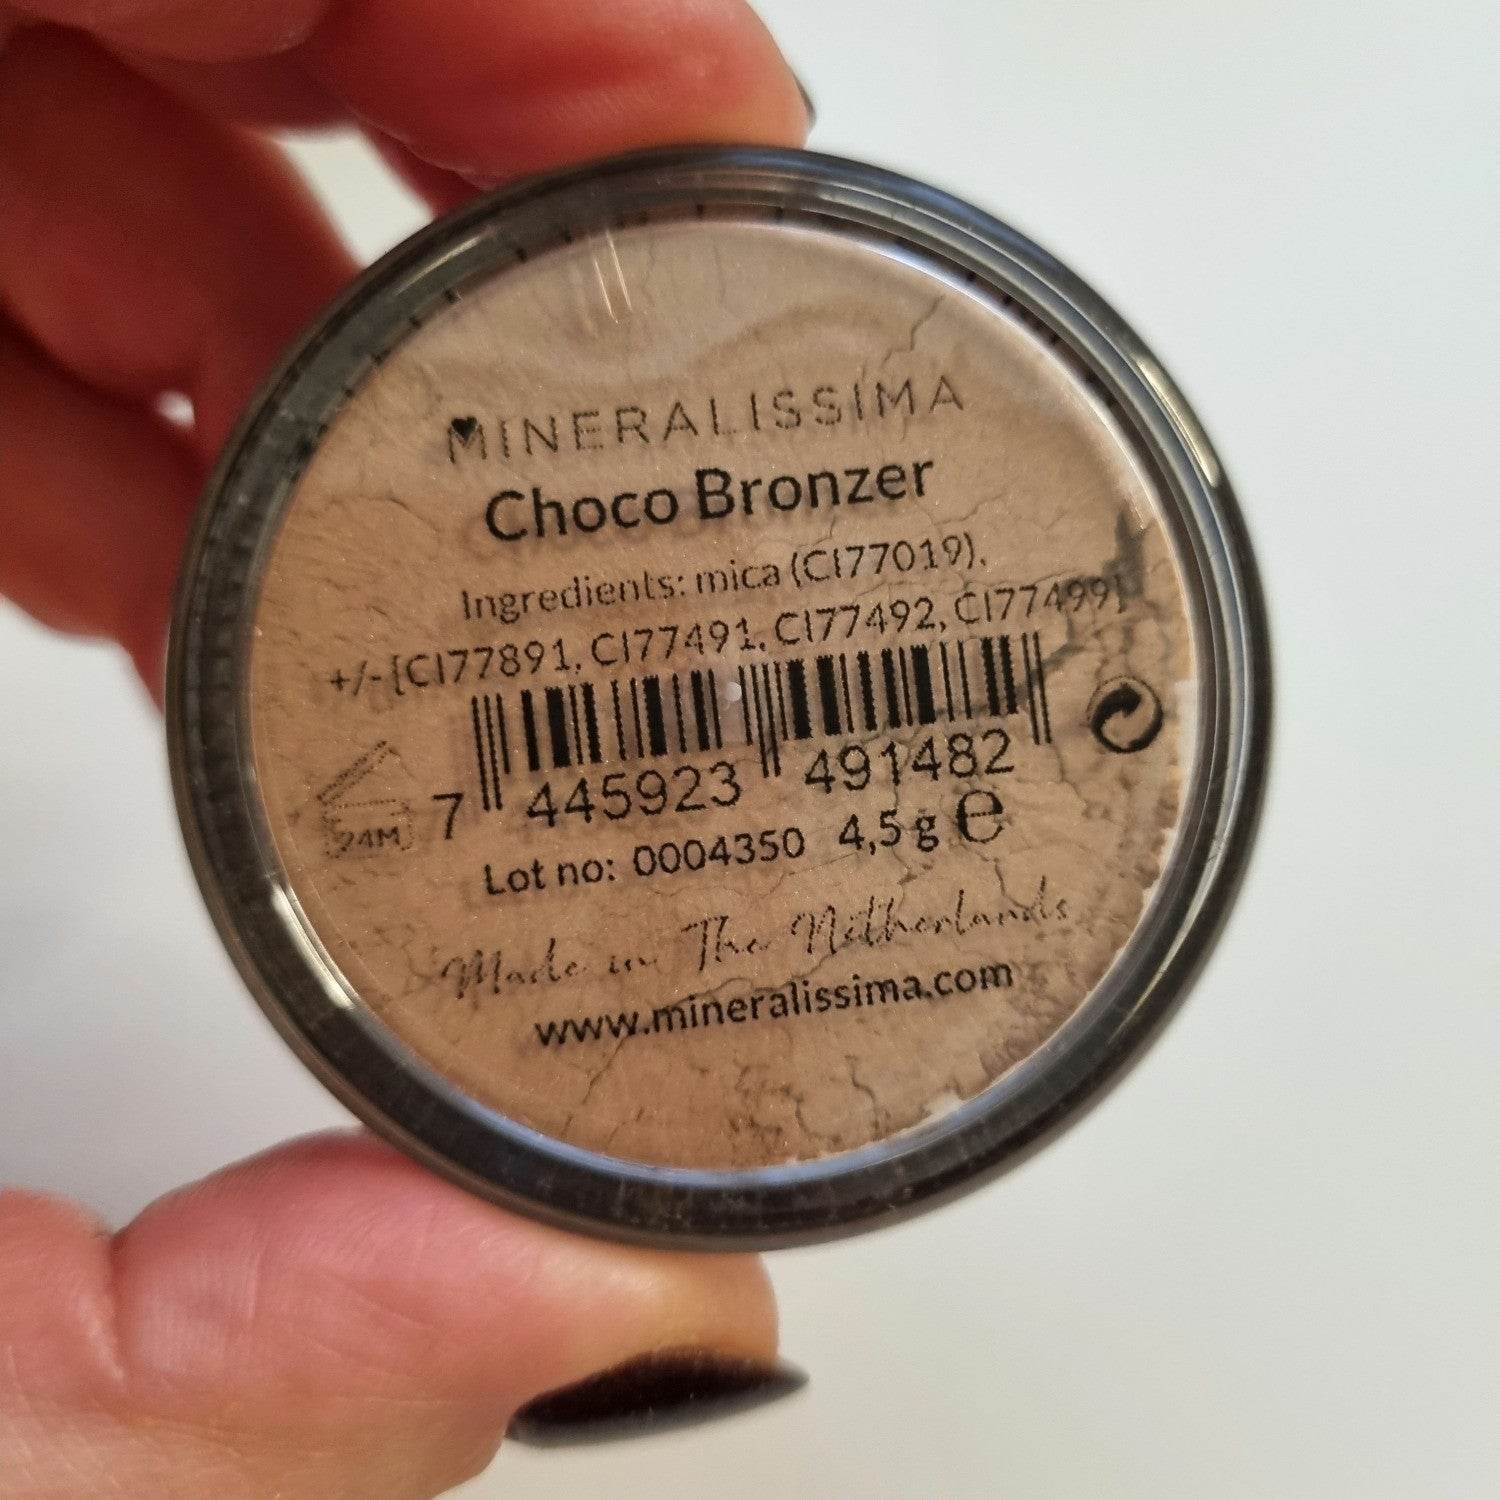 MINERALISSIMA
Choco Bronzer
Ingredients: mica (CI77019),
+/-[CI77891, CI77491, CI77492, CI77499]
7 445923 491482
24M
Lot no: 0004350 4,5 g e
Made in The Netherlands
www.mineralissima.com